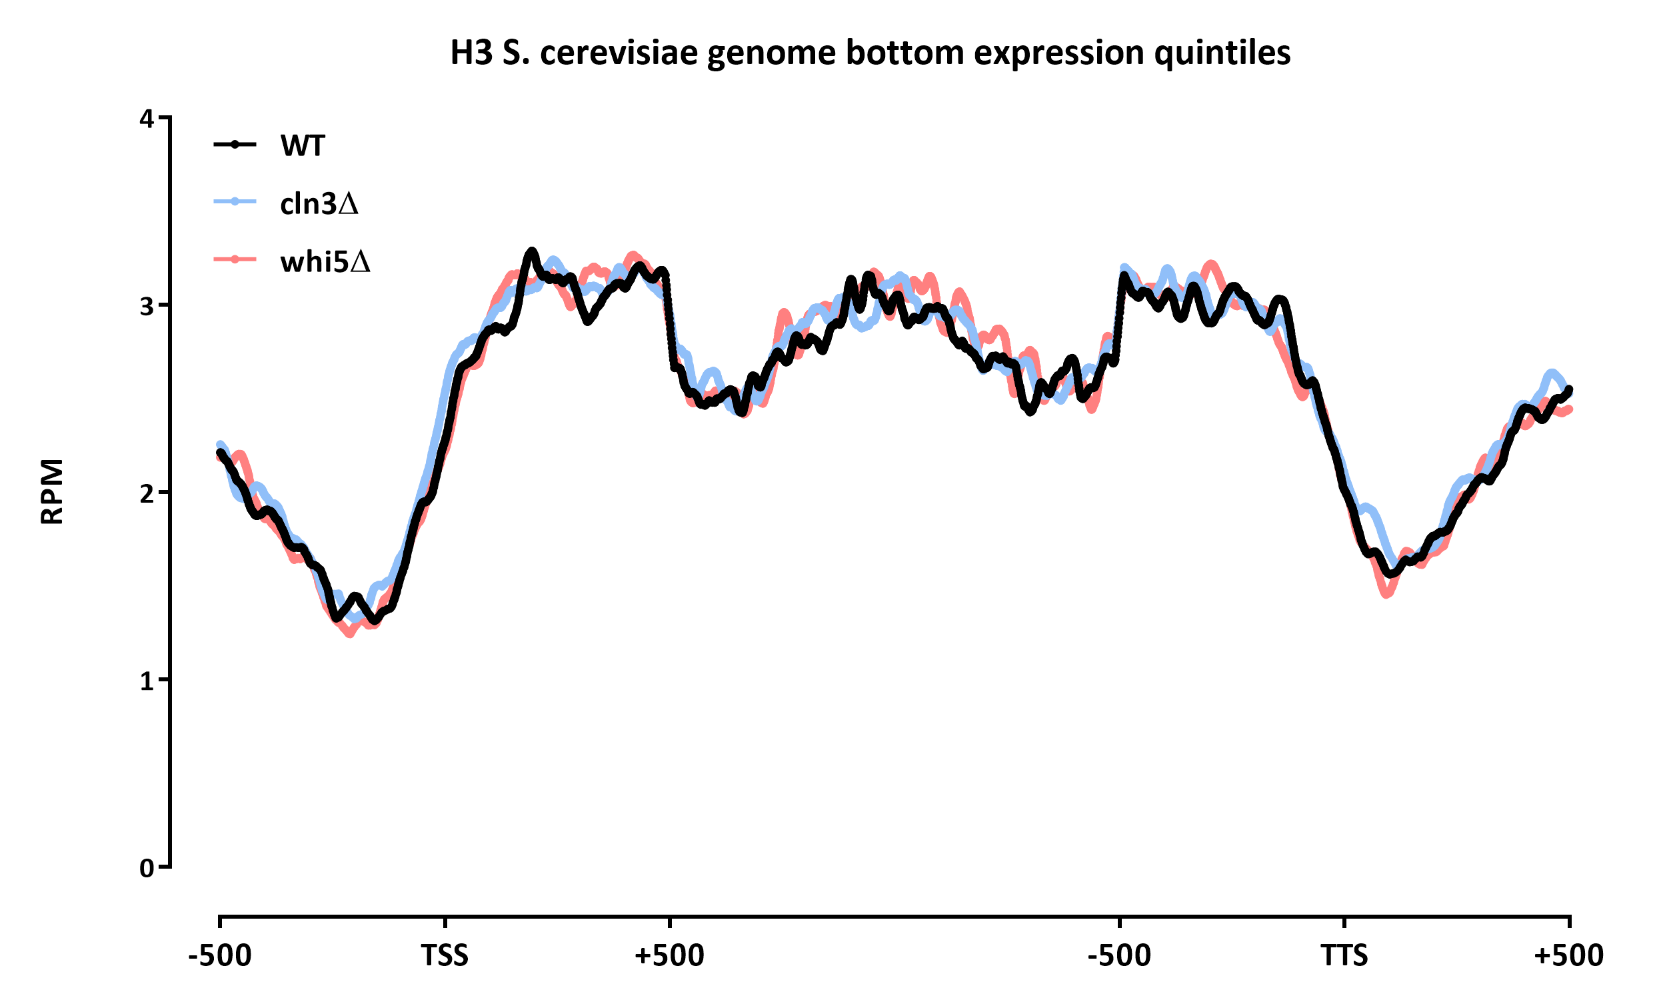 H3 S. cerevisiae genome bottom expression quintiles
4
WT
cln3Δ
whi5Δ
3
RPM
2
1
0
-500 TSS +500 -500 TTS +500